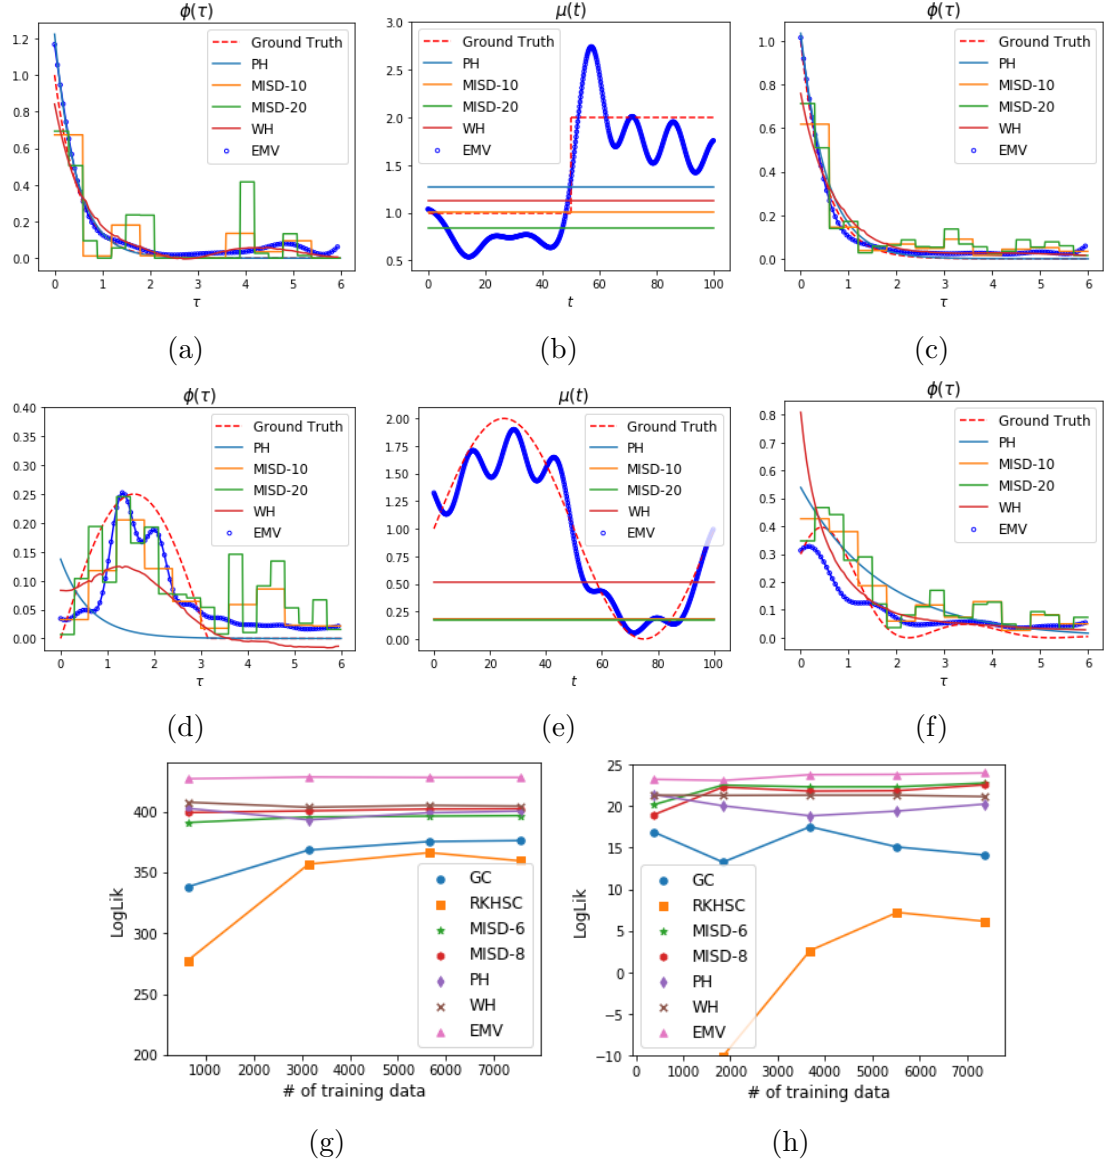 ϕ(τ)
1.2
1.0
0.8
0.6
0.4
0.2
0.0
0 1 2 3 4 5 6
τ
Ground Truth
PH
MISD-10
MISD-20
WH
EMV
(a)
μ(t)
3.0
2.5
2.0
1.5
1.0
0.5
0 20 40 60 80 100
t
Ground Truth
PH
MISD-10
MISD-20
WH
EMV
(b)
ϕ(τ)
1.0
0.8
0.6
0.4
0.2
0.0
0 1 2 3 4 5 6
τ
Ground Truth
PH
MISD-10
MISD-20
WH
EMV
(c)
ϕ(τ)
0.40
0.35
0.30
0.25
0.20
0.15
0.10
0.05
0.00
0 1 2 3 4 5 6
τ
Ground Truth
PH
MISD-10
MISD-20
WH
EMV
(d)
μ(t)
2.00
1.75
1.50
1.25
1.00
0.75
0.50
0.25
0.00
0 20 40 60 80 100
t
Ground Truth
PH
MISD-10
MISD-20
WH
EMV
(e)
ϕ(τ)
0.8
0.7
0.6
0.5
0.4
0.3
0.2
0.1
0.0
0 1 2 3 4 5 6
τ
Ground Truth
PH
MISD-10
MISD-20
WH
EMV
(f)
LogLik
400
350
300
250
200
1000 2000 3000 4000 5000 6000 7000
# of training data
GC
RKHSC
MISD-6
MISD-8
PH
WH
EMV
(g)
LogLik
25
20
15
10
5
0
−5
−10
0 1000 2000 3000 4000 5000 6000 7000
# of training data
GC
RKHSC
MISD-6
MISD-8
PH
WH
EMV
(h)